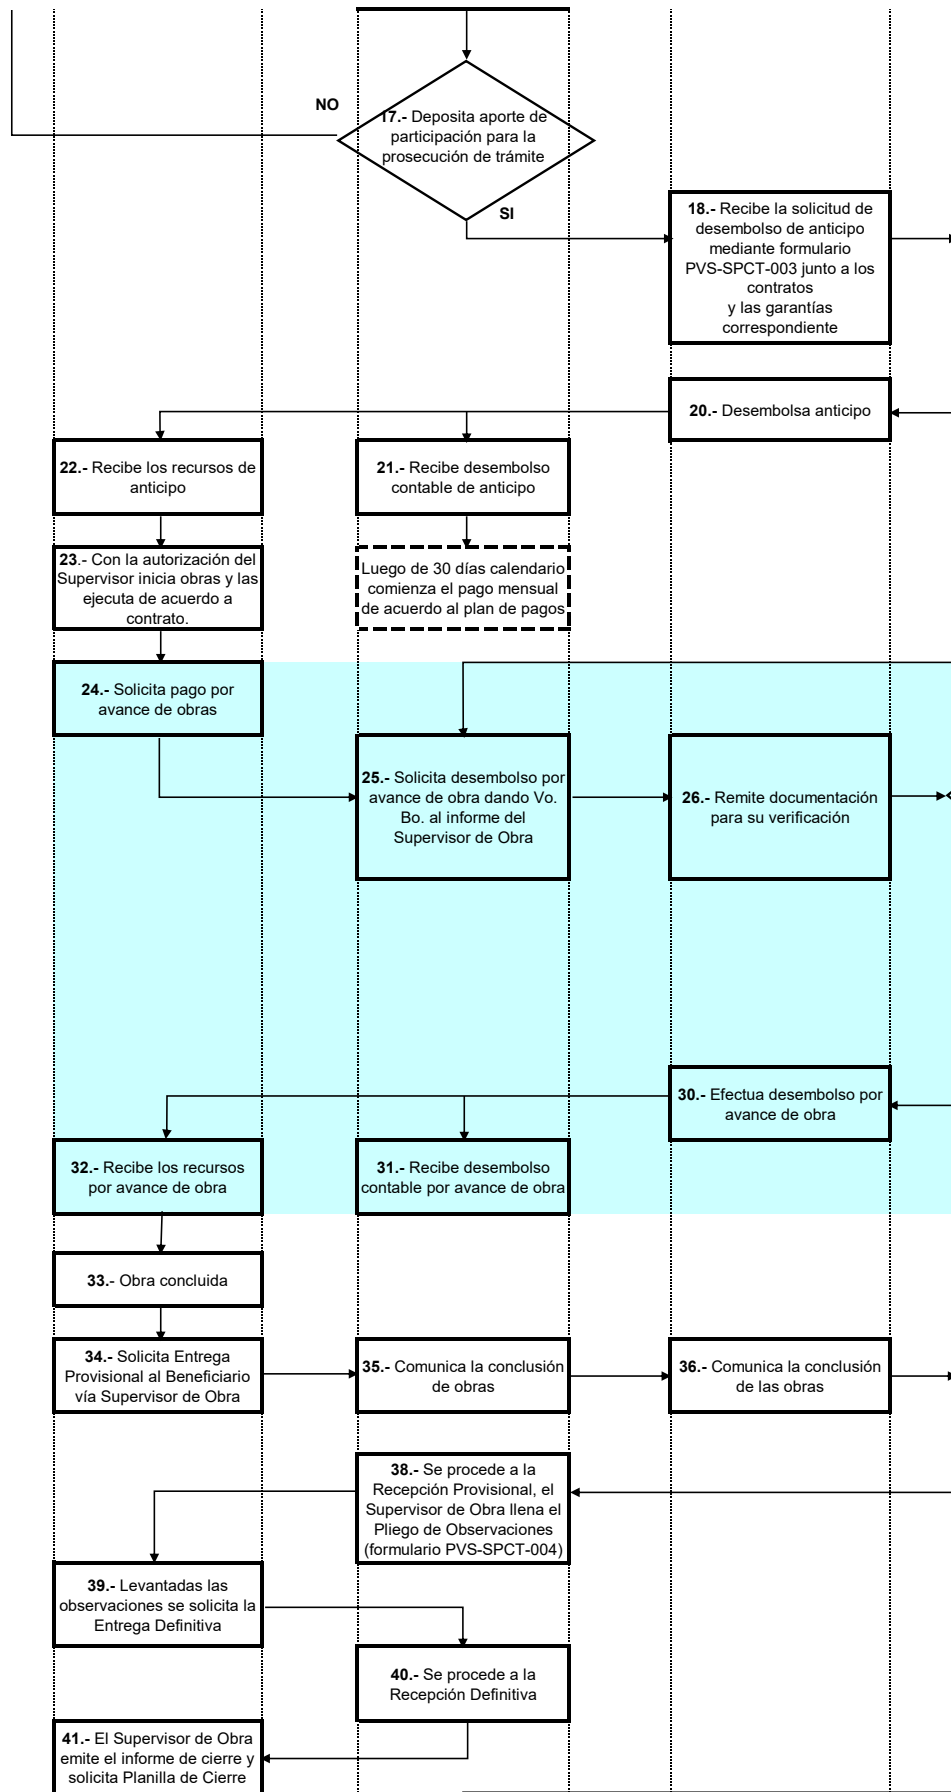 NO
17.- Deposita aporte de
participación para la
prosecución de trámite
SI
18.- Recibe la solicitud de
desembolso de anticipo
mediante formulario
PVS-SPCT-003 junto a los
contratos
y las garantías
correspondiente
20.- Desembolsa anticipo
22.- Recibe los recursos de
anticipo
21.- Recibe desembolso
contable de anticipo
23.- Con la autorización del
Supervisor inicia obras y las
ejecuta de acuerdo a
contrato.
Luego de 30 días calendario
comienza el pago mensual
de acuerdo al plan de pagos
24.- Solicita pago por
avance de obras
25.- Solicita desembolso por
avance de obra dando Vo.
Bo. al informe del
Supervisor de Obra
26.- Remite documentación
para su verificación
30.- Efectua desembolso por
avance de obra
32.- Recibe los recursos
por avance de obra
31.- Recibe desembolso
contable por avance de obra
33.- Obra concluida
34.- Solicita Entrega
Provisional al Beneficiario
vía Supervisor de Obra
35.- Comunica la conclusión
de obras
36.- Comunica la conclusión
de las obras
38.- Se procede a la
Recepción Provisional, el
Supervisor de Obra llena el
Pliego de Observaciones
(formulario PVS-SPCT-004)
39.- Levantadas las
observaciones se solicita la
Entrega Definitiva
40.- Se procede a la
Recepción Definitiva
41.- El Supervisor de Obra
emite el informe de cierre y
solicita Planilla de Cierre